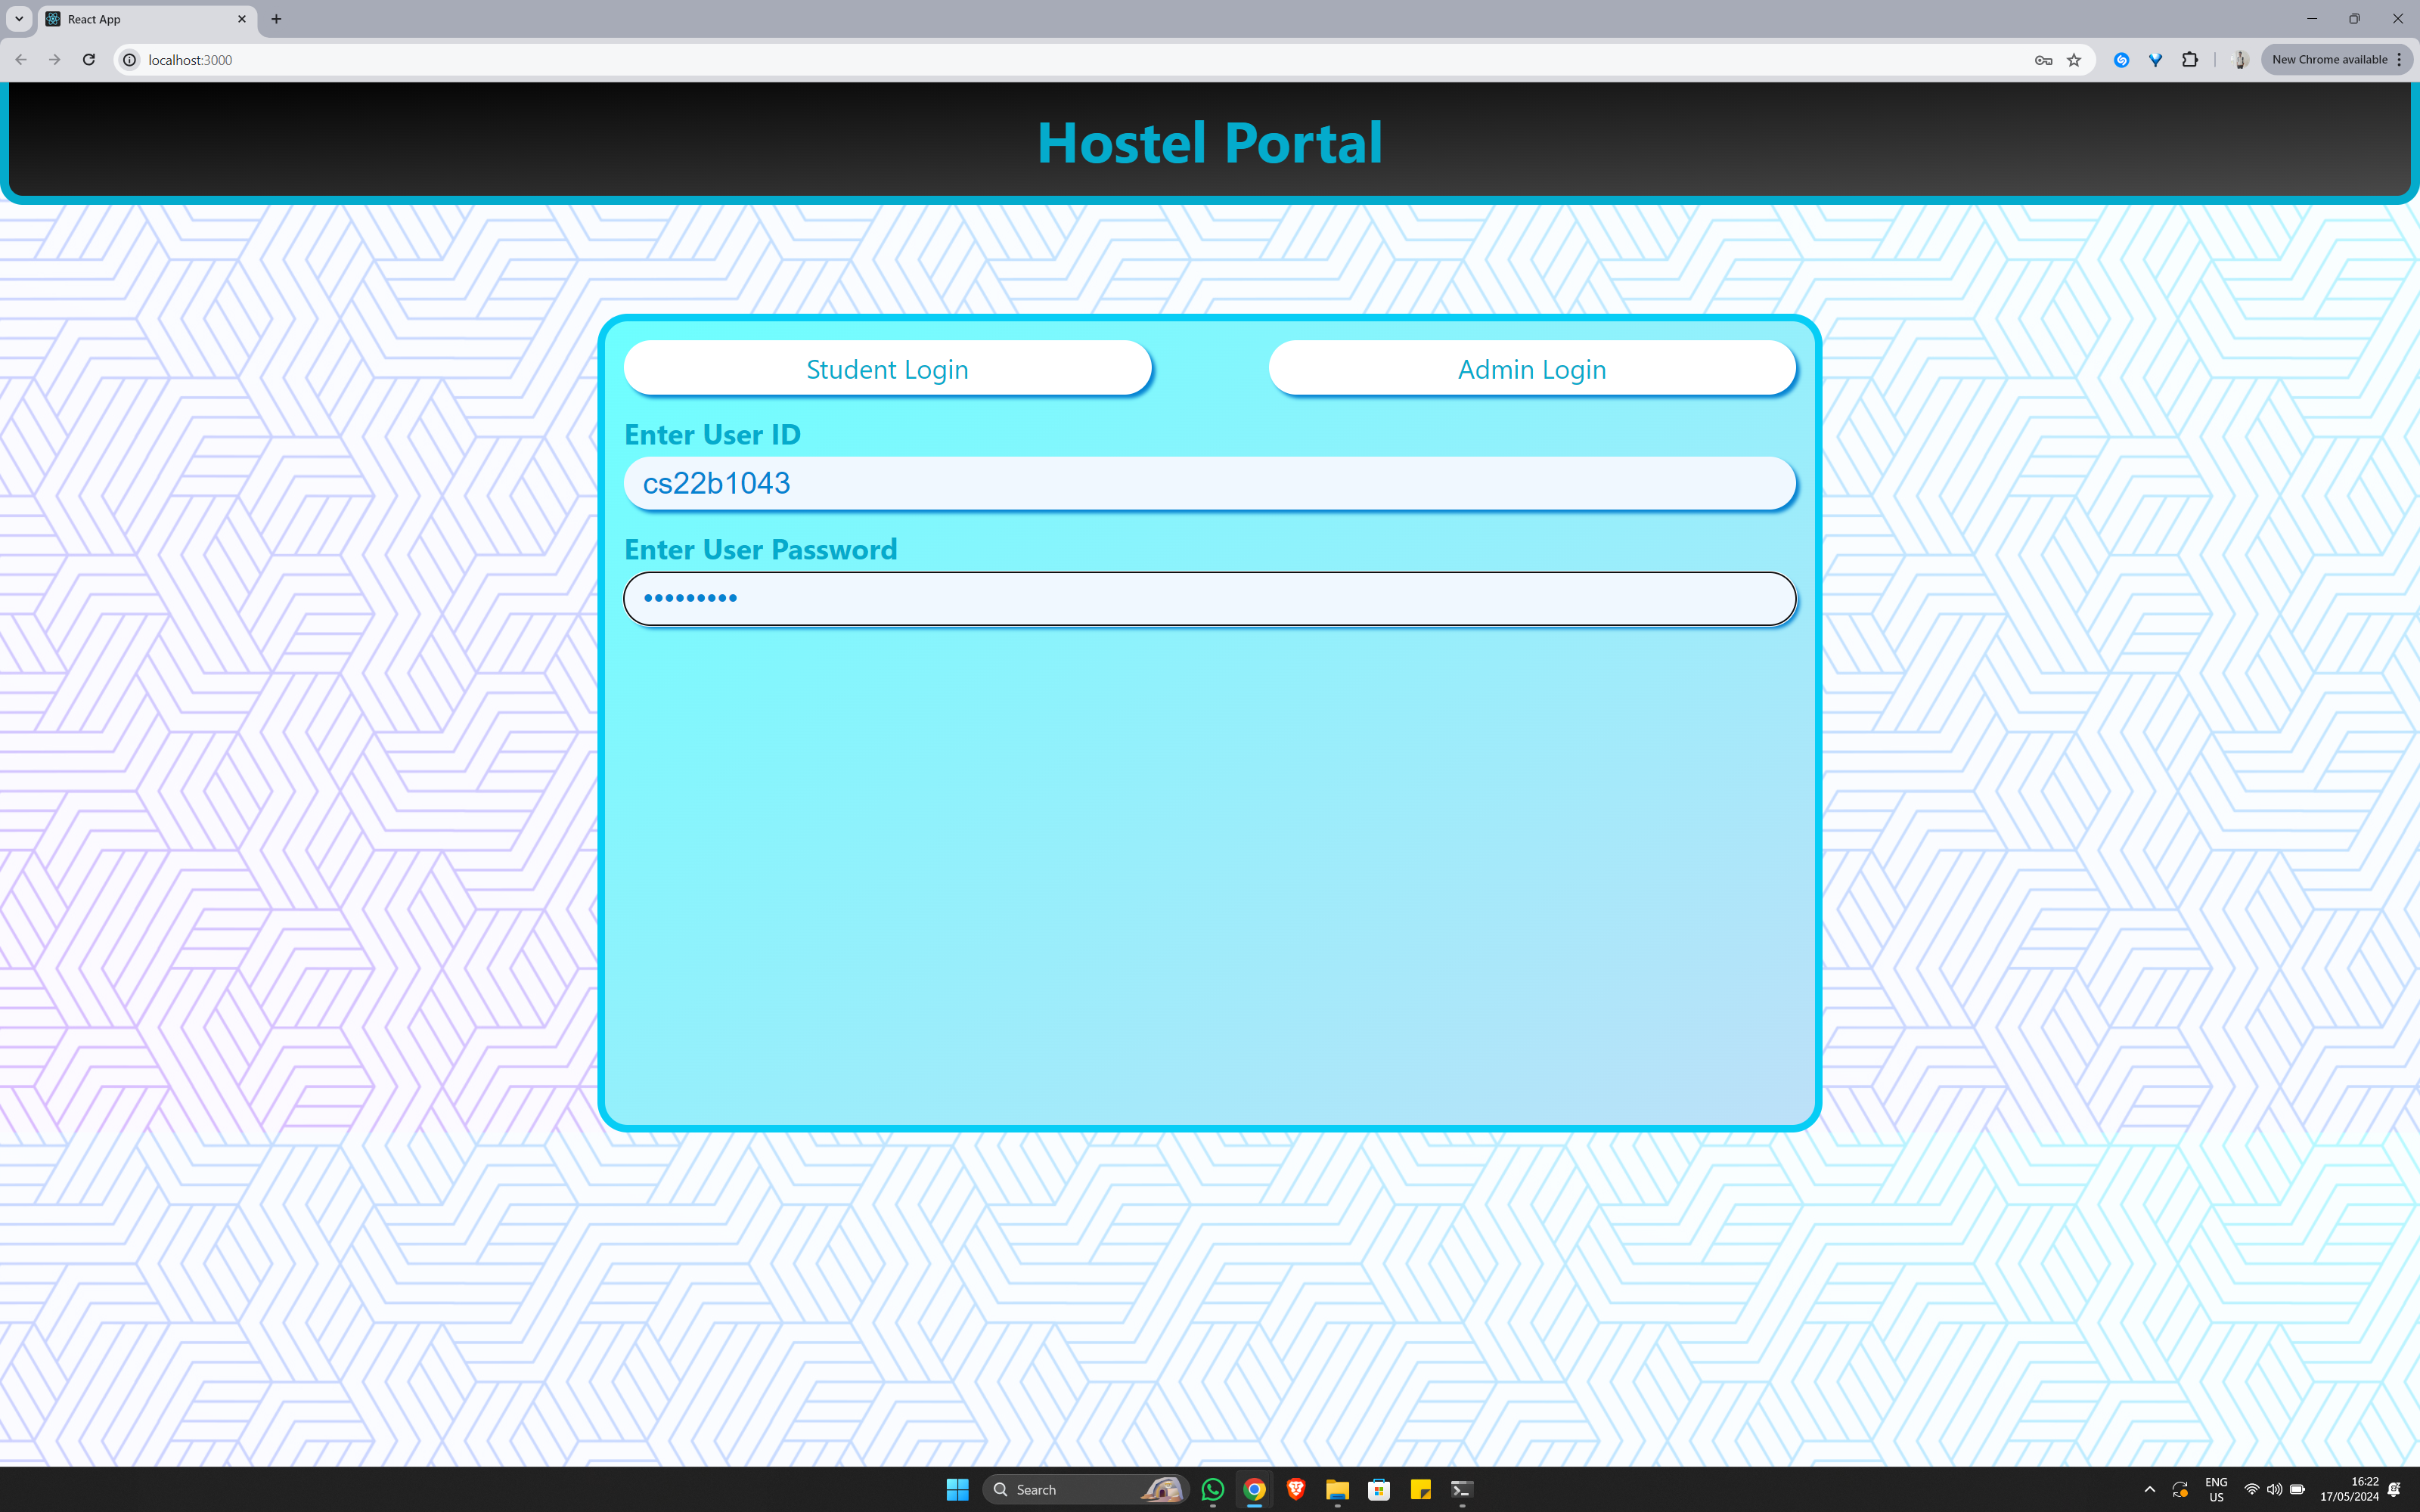 React App
localhost:3000
New Chrome available
Hostel Portal
Student Login
Admin Login
Enter User ID
cs22b1043
Enter User Password
•••••••••
Search
ENG
US
16:22
17/05/2024